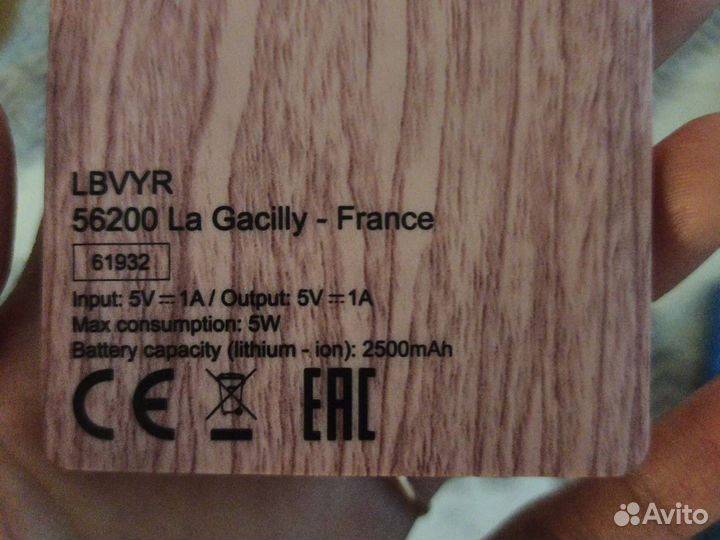 LBVYR
56200 La Gacilly - France
61932
Input: 5V⎓1A / Output: 5V⎓1A
Max consumption: 5W
Battery capacity (lithium - ion): 2500mAh
CE EAC
Avito